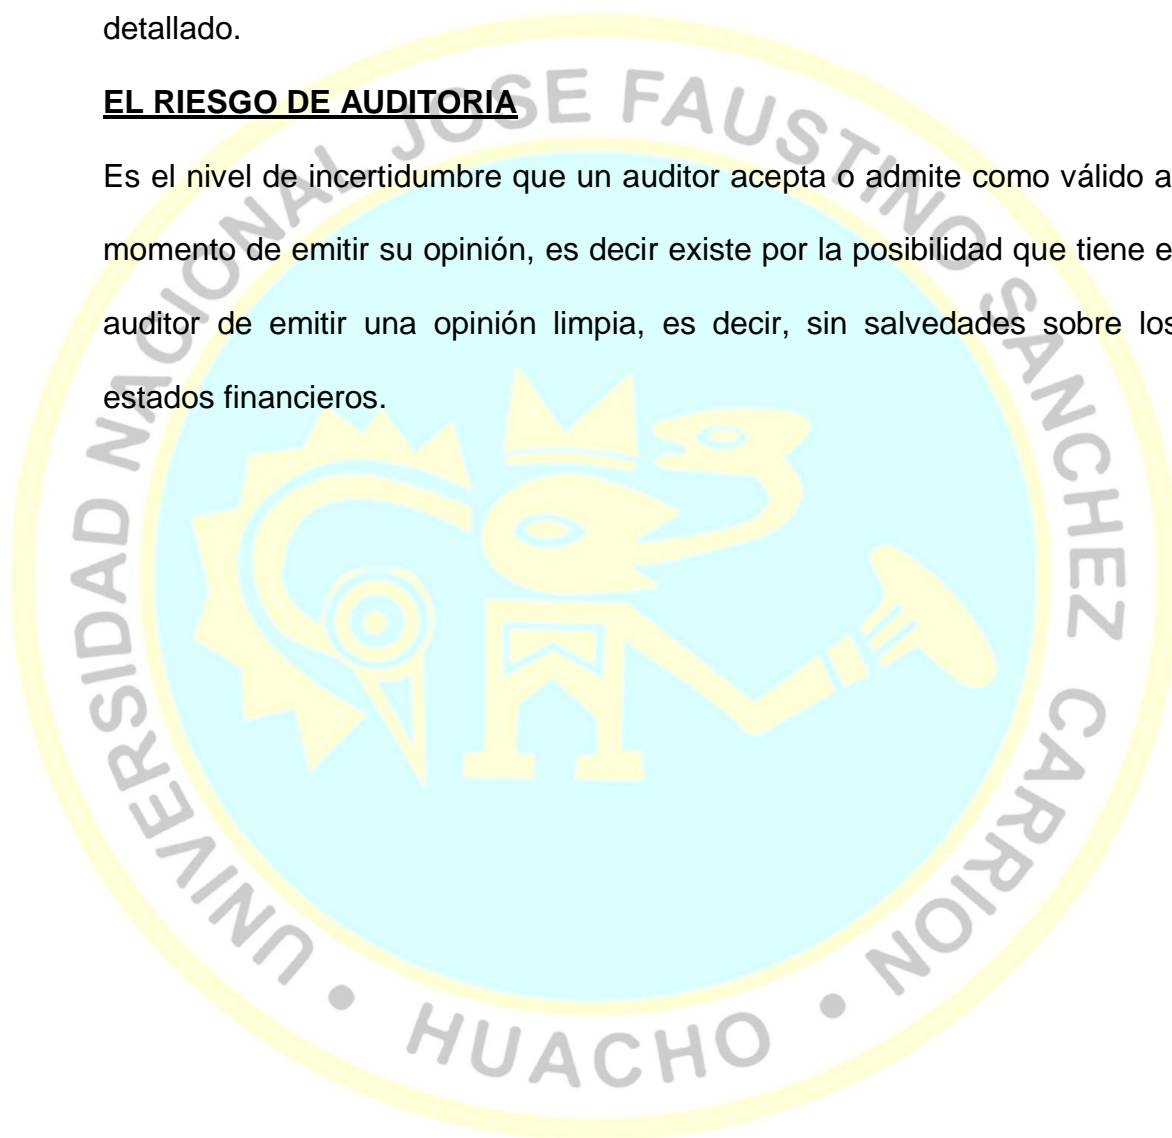 detallado.
EL RIESGO DE AUDITORIA
Es el nivel de incertidumbre que un auditor acepta o admite como válido a
momento de emitir su opinión, es decir existe por la posibilidad que tiene e
auditor de emitir una opinión limpia, es decir, sin salvedades sobre los
estados financieros.
UNIVERSIDAD NACIONAL JOSE FAUSTINO SANCHEZ CARRION • HUACHO •